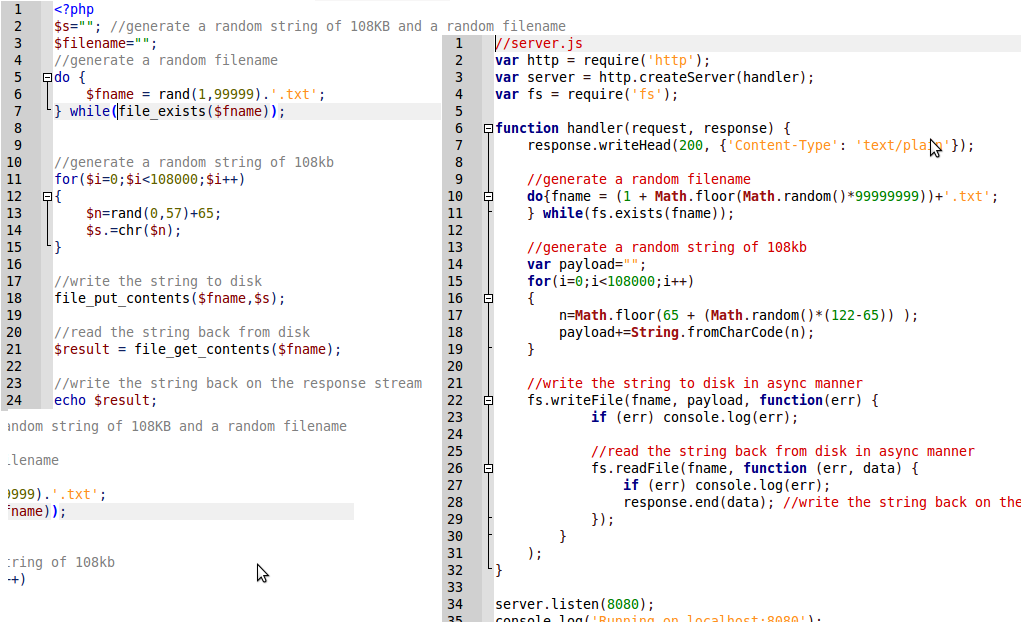 1 <?php
2 $s=""; //generate a random string of 108KB and a random filename
3 $filename="";
4 //generate a random filename
5 do {
6 $fname = rand(1,99999).'.txt';
7 } while(file_exists($fname));
8
9
10 //generate a random string of 108kb
11 for($i=0;$i<108000;$i++)
12 {
13 $n=rand(0,57)+65;
14 $s.=chr($n);
15 }
16
17 //write the string to disk
18 file_put_contents($fname,$s);
19
20 //read the string back from disk
21 $result = file_get_contents($fname);
22
23 //write the string back on the response stream
24 echo $result;
andom string of 108KB and a random filename
lename
9999).'.txt';
fname));
tring of 108kb
++)
1 //server.js
2 var http = require('http');
3 var server = http.createServer(handler);
4 var fs = require('fs');
5
6 function handler(request, response) {
7 response.writeHead(200, {'Content-Type': 'text/plain'});
8
9 //generate a random filename
10 do{fname = (1 + Math.floor(Math.random()*99999999))+'.txt';
11 } while(fs.exists(fname));
12
13 //generate a random string of 108kb
14 var payload="";
15 for(i=0;i<108000;i++)
16 {
17 n=Math.floor(65 + (Math.random()*(122-65)) );
18 payload+=String.fromCharCode(n);
19 }
20
21 //write the string to disk in async manner
22 fs.writeFile(fname, payload, function(err) {
23 if (err) console.log(err);
24
25 //read the string back from disk in async manner
26 fs.readFile(fname, function (err, data) {
27 if (err) console.log(err);
28 response.end(data); //write the string back on the
29 });
30 }
31 );
32 }
33
34 server.listen(8080);
35 console.log('Running on localhost:8080');